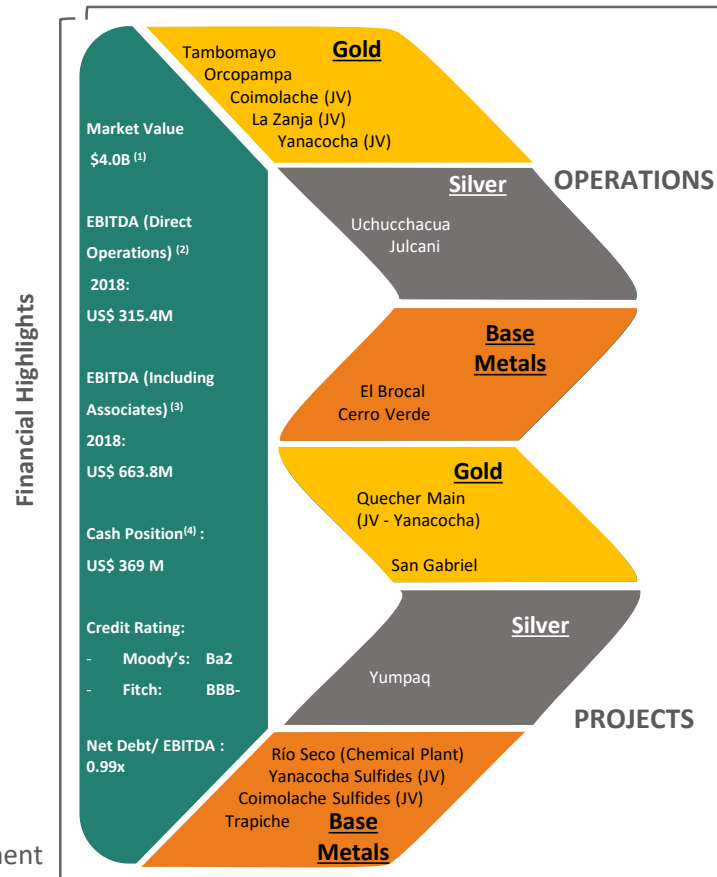 Financial Highlights
Market Value
$4.0B (1)
EBITDA (Direct
Operations) (2)
2018:
US$ 315.4M
EBITDA (Including
Associates) (3)
2018:
US$ 663.8M
Cash Position(4) :
US$ 369 M
Credit Rating:
- Moody's: Ba2
- Fitch: BBB-
Net Debt/ EBITDA :
0.99x
OPERATIONS
Gold
Tambomayo
Orcopampa
Coimolache (JV)
La Zanja (JV)
Yanacocha (JV)
Silver
Uchucchacua
Julcani
Base
Metals
El Brocal
Cerro Verde
PROJECTS
Gold
Quecher Main
(JV - Yanacocha)
San Gabriel
Silver
Yumpaq
Río Seco (Chemical Plant)
Yanacocha Sulfides (JV)
Coimolache Sulfides (JV)
Trapiche
Base
Metals